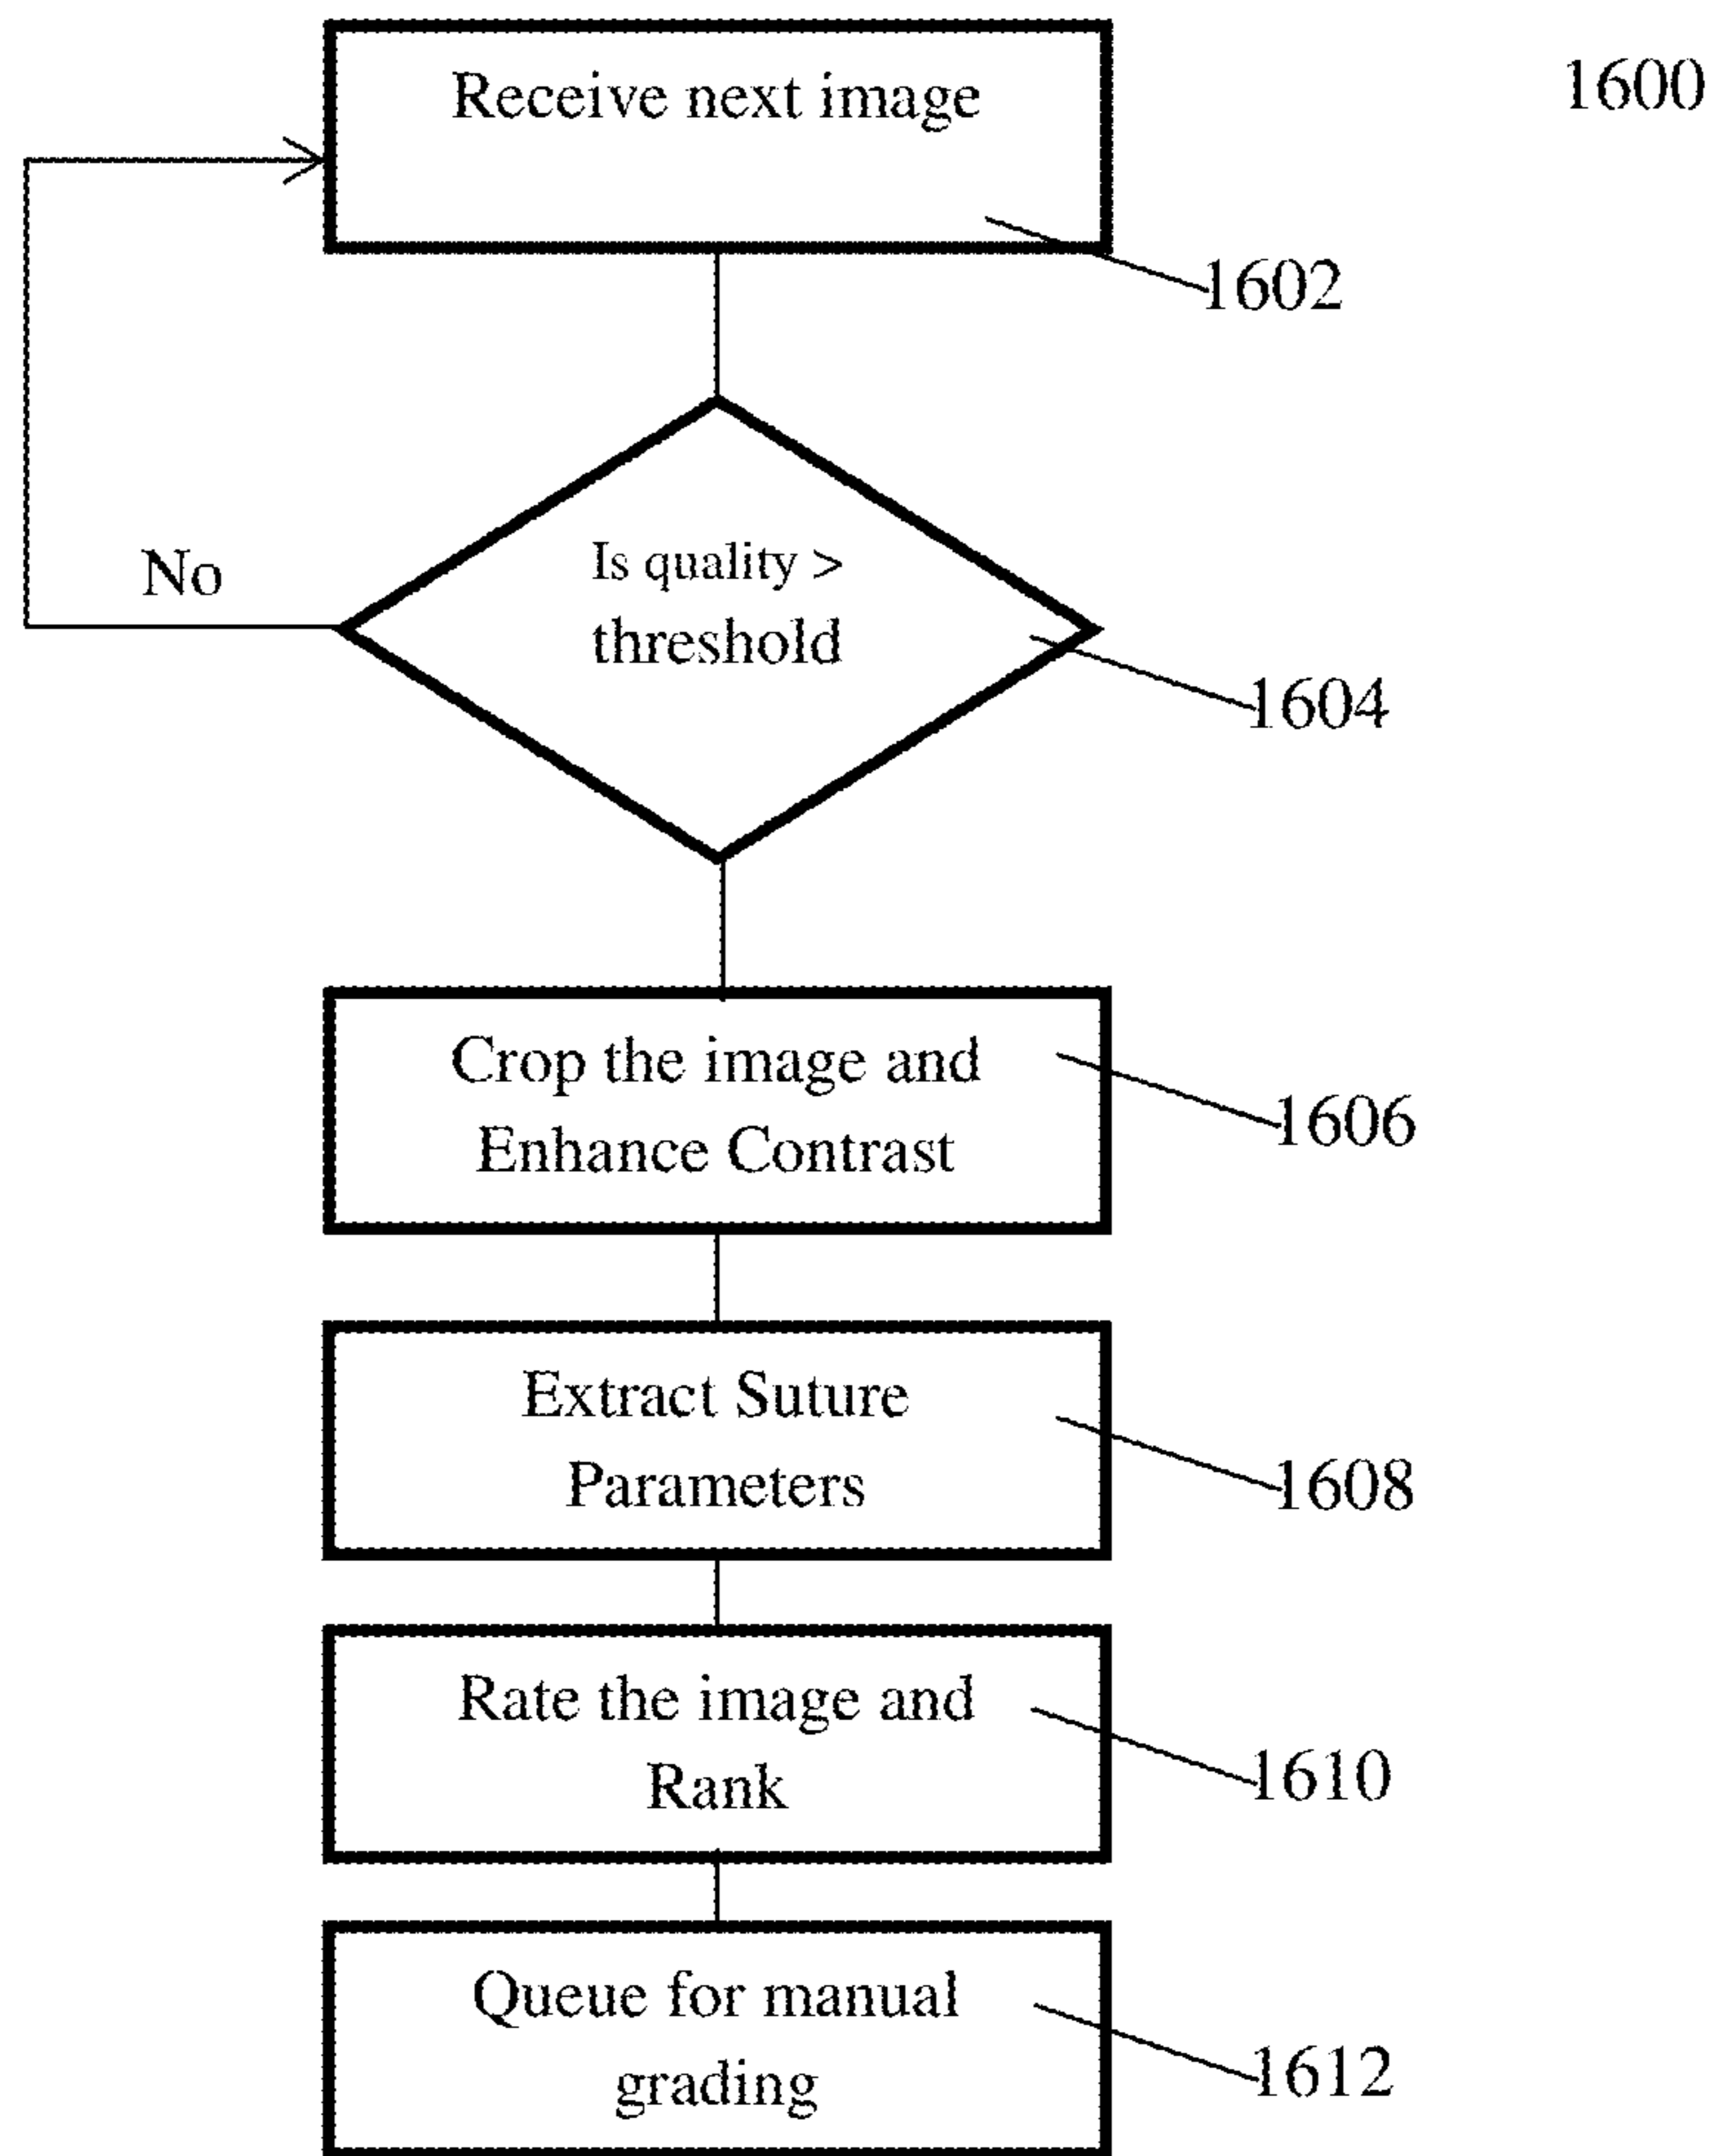 Receive next image
1600
1602
No
Is quality >
threshold
1604
Crop the image and
Enhance Contrast
1606
Extract Suture
Parameters
1608
Rate the image and
Rank
1610
Queue for manual
grading
1612